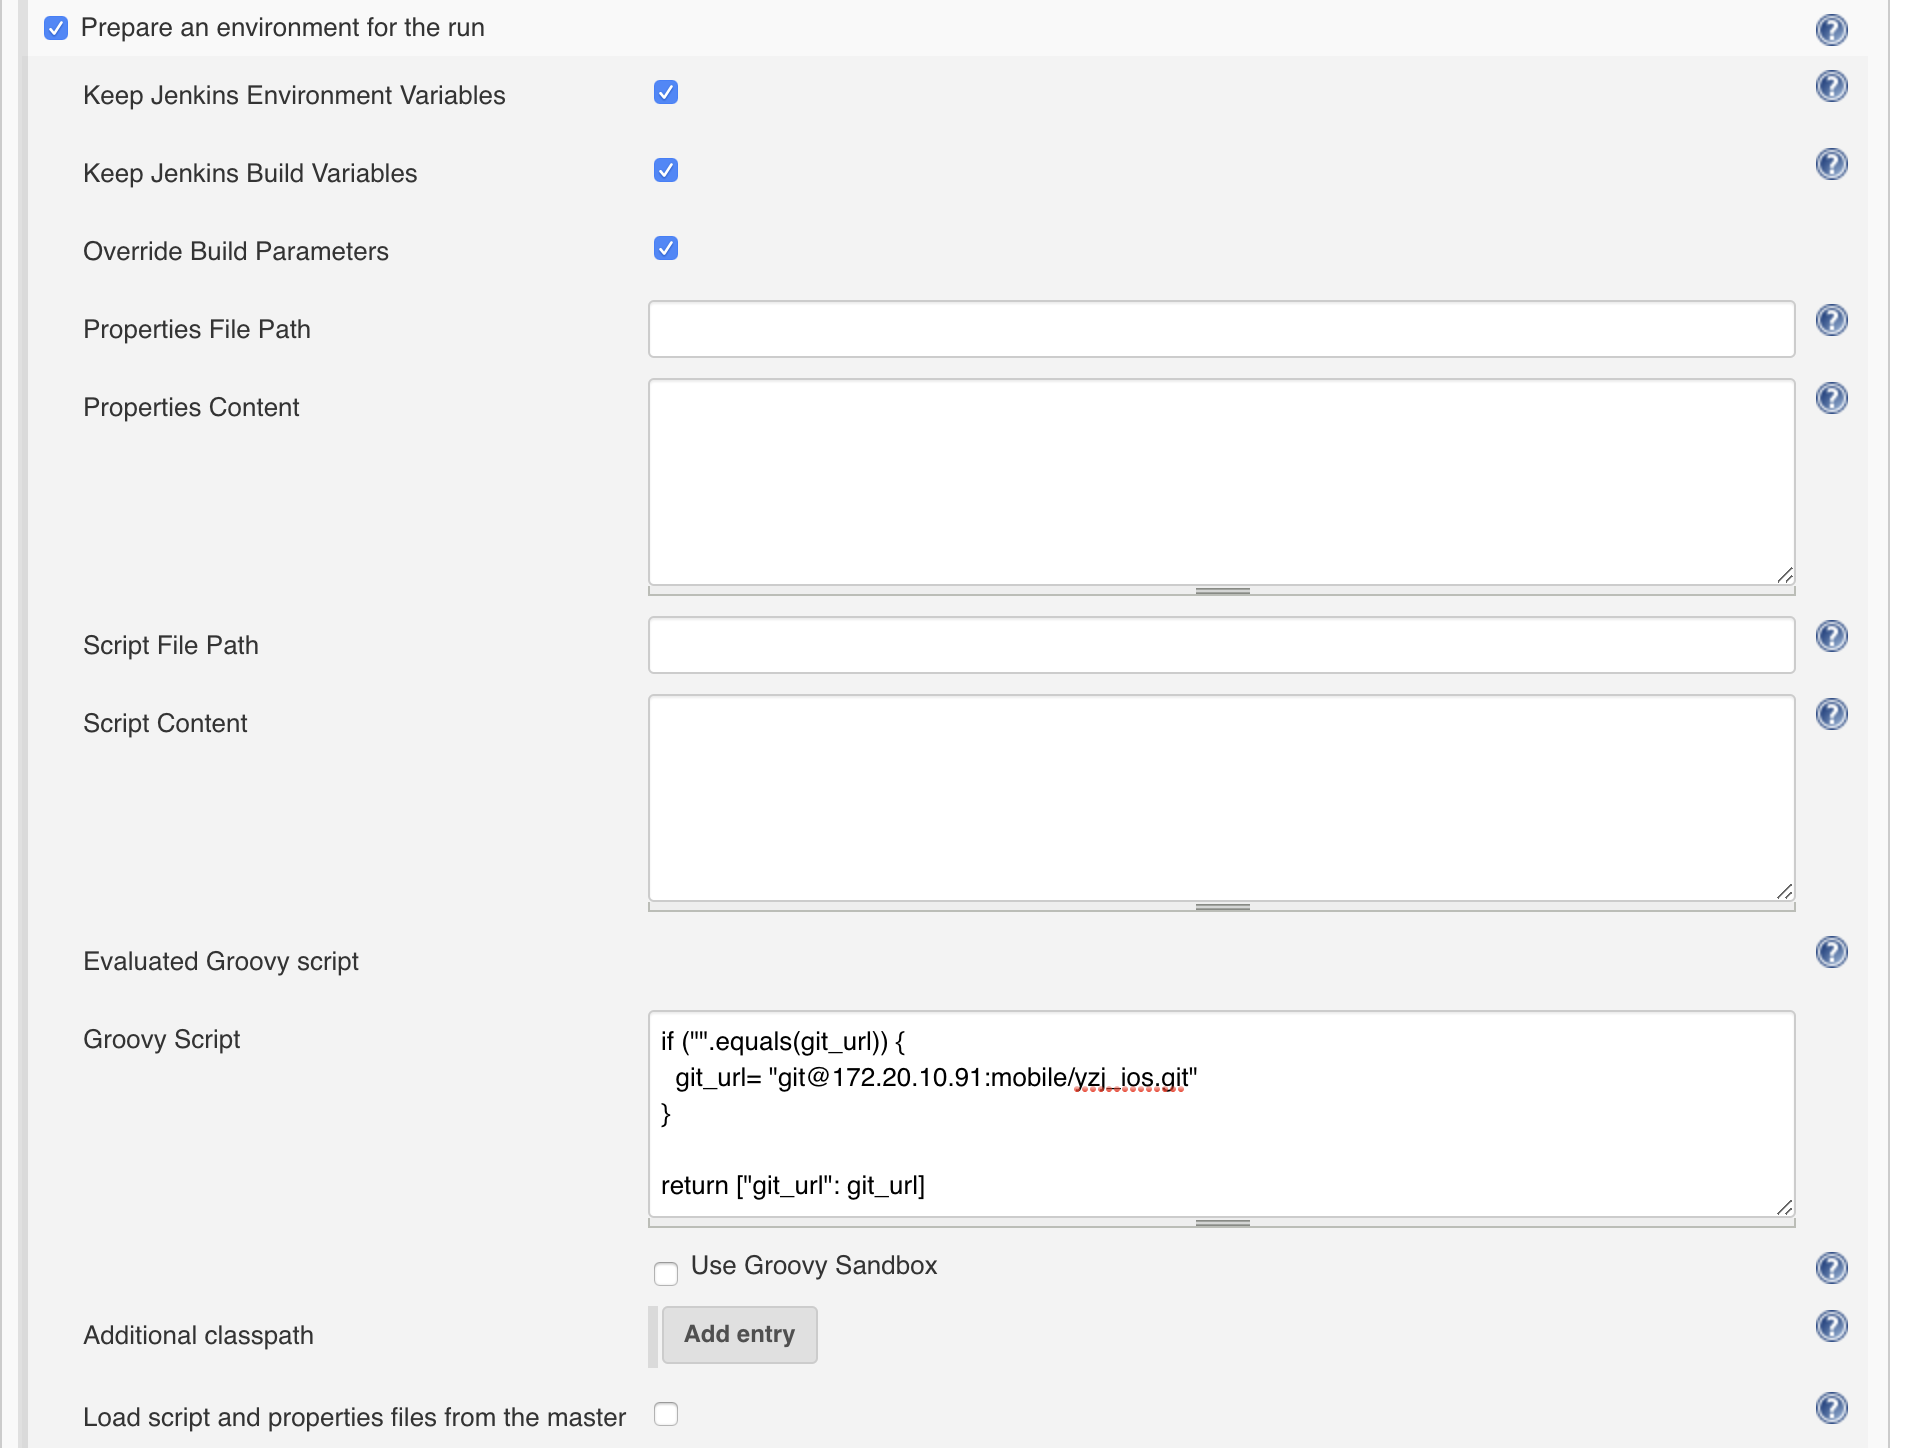 Prepare an environment for the run
Keep Jenkins Environment Variables
Keep Jenkins Build Variables
Override Build Parameters
Properties File Path
Properties Content
Script File Path
Script Content
Evaluated Groovy script
Groovy Script
if ("".equals(git_url)) {
git_url= "git@172.20.10.91:mobile/yzj_ios.git"
}
return ["git_url": git_url]
Use Groovy Sandbox
Additional classpath
Add entry
Load script and properties files from the master